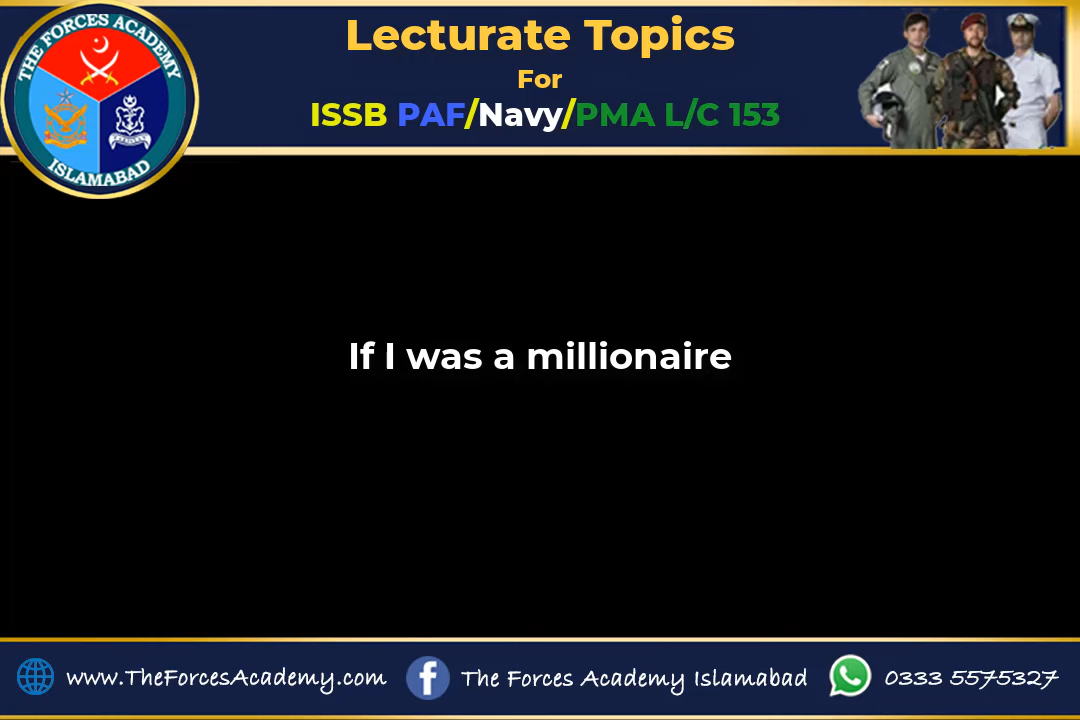 THE FORCES ACADEMY
ISLAMABAD
Lecturate Topics
For
ISSB PAF/Navy/PMA L/C 153
If I was a millionaire
www.TheForcesAcademy.com
The Forces Academy Islamabad
0333 5575327